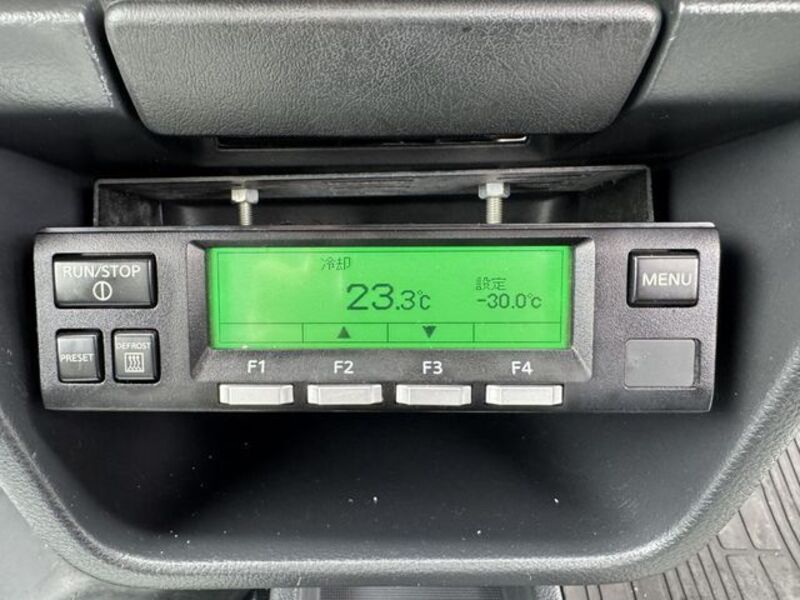 RUN/STOP
PRESET
DEFROST
冷却
23.3℃
設定
-30.0℃
▲ ▼
F1 F2 F3 F4
MENU